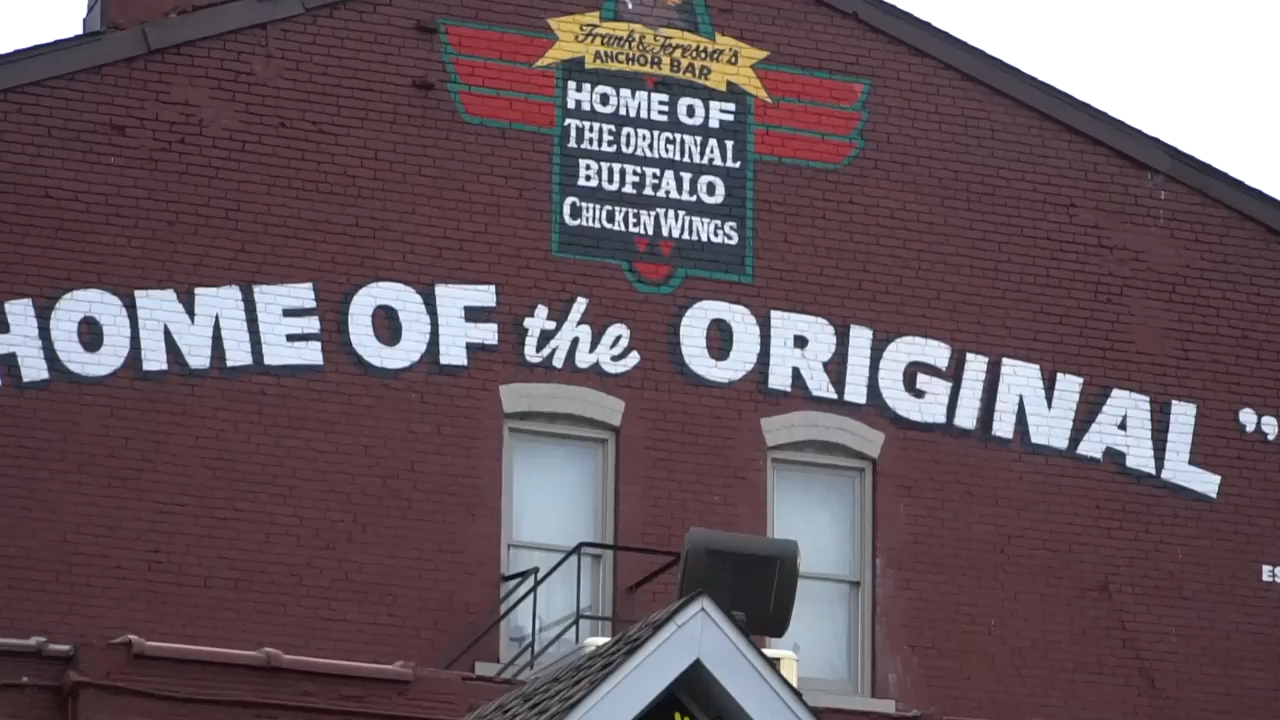 Frank & Teressa's
ANCHOR BAR
HOME OF
THE ORIGINAL
BUFFALO
CHICKEN WINGS
HOME OF the ORIGINAL ”